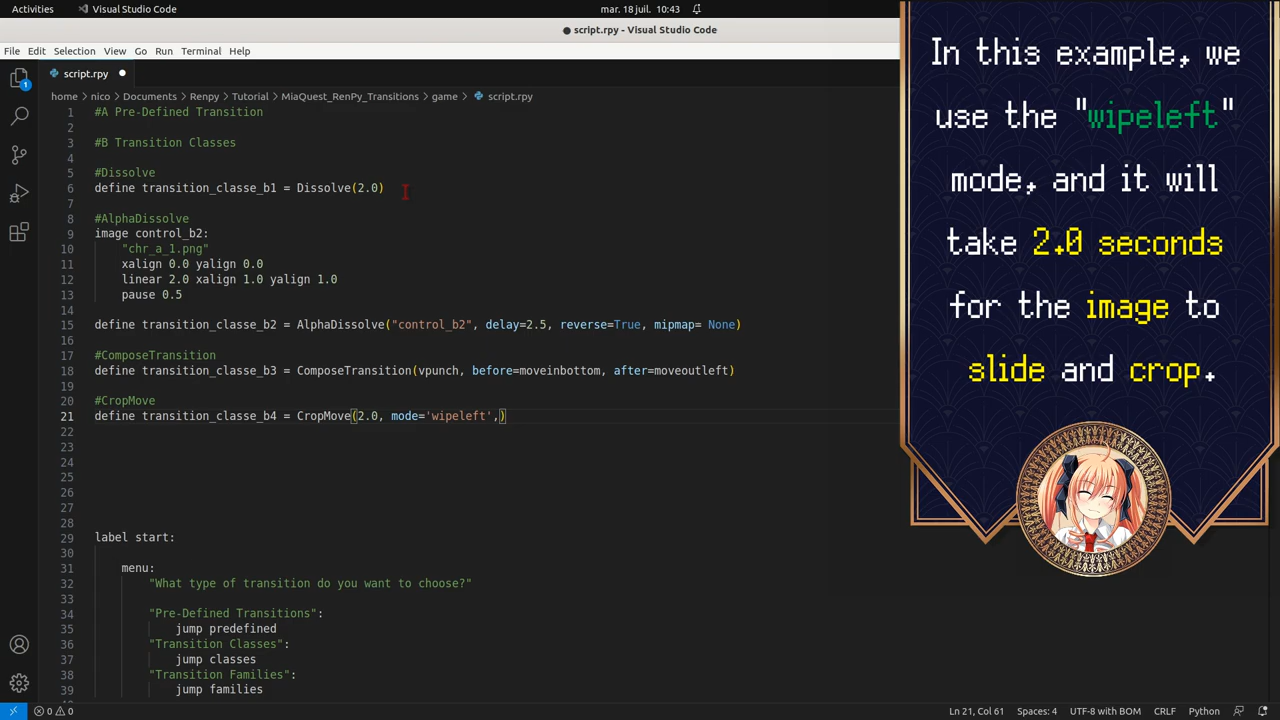 Activities Visual Studio Code mar. 18 juil. 10:43
● script.rpy - Visual Studio Code
File Edit Selection View Go Run Terminal Help
script.rpy ●
home > nico > Documents > Renpy > Tutorial > MiaQuest_RenPy_Transitions > game > script.rpy
1 #A Pre-Defined Transition
2
3 #B Transition Classes
4
5 #Dissolve
6 define transition_classe_b1 = Dissolve(2.0)
7
8 #AlphaDissolve
9 image control_b2:
10 "chr_a_1.png"
11 xalign 0.0 yalign 0.0
12 linear 2.0 xalign 1.0 yalign 1.0
13 pause 0.5
14
15 define transition_classe_b2 = AlphaDissolve("control_b2", delay=2.5, reverse=True, mipmap= None)
16
17 #ComposeTransition
18 define transition_classe_b3 = ComposeTransition(vpunch, before=moveinbottom, after=moveoutleft)
19
20 #CropMove
21 define transition_classe_b4 = CropMove(2.0, mode='wipeleft',)
22
23
24
25
26
27
28
29 label start:
30
31 menu:
32 "What type of transition do you want to choose?"
33
34 "Pre-Defined Transitions":
35 jump predefined
36 "Transition Classes":
37 jump classes
38 "Transition Families":
39 jump families
1
0 0 Ln 21, Col 61 Spaces: 4 UTF-8 with BOM CRLF Python
In this example, we
use the "wipeleft"
mode, and it will
take 2.0 seconds
for the image to
slide and crop.